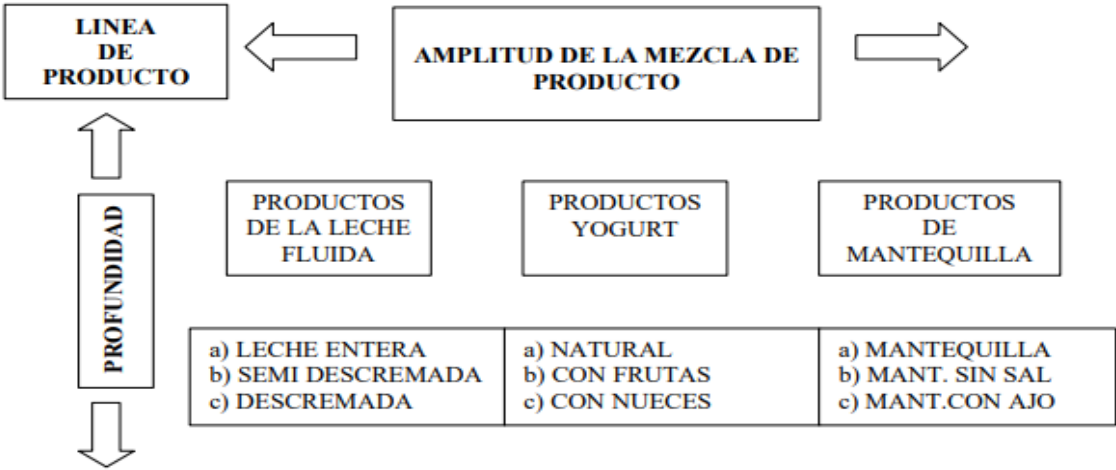 LINEA
DE
PRODUCTO
AMPLITUD DE LA MEZCLA DE
PRODUCTO
PROFUNDIDAD
PRODUCTOS
DE LA LECHE
FLUIDA
PRODUCTOS
YOGURT
PRODUCTOS
DE
MANTEQUILLA
a) LECHE ENTERA
b) SEMI DESCREMADA
c) DESCREMADA
a) NATURAL
b) CON FRUTAS
c) CON NUECES
a) MANTEQUILLA
b) MANT. SIN SAL
c) MANT.CON AJO